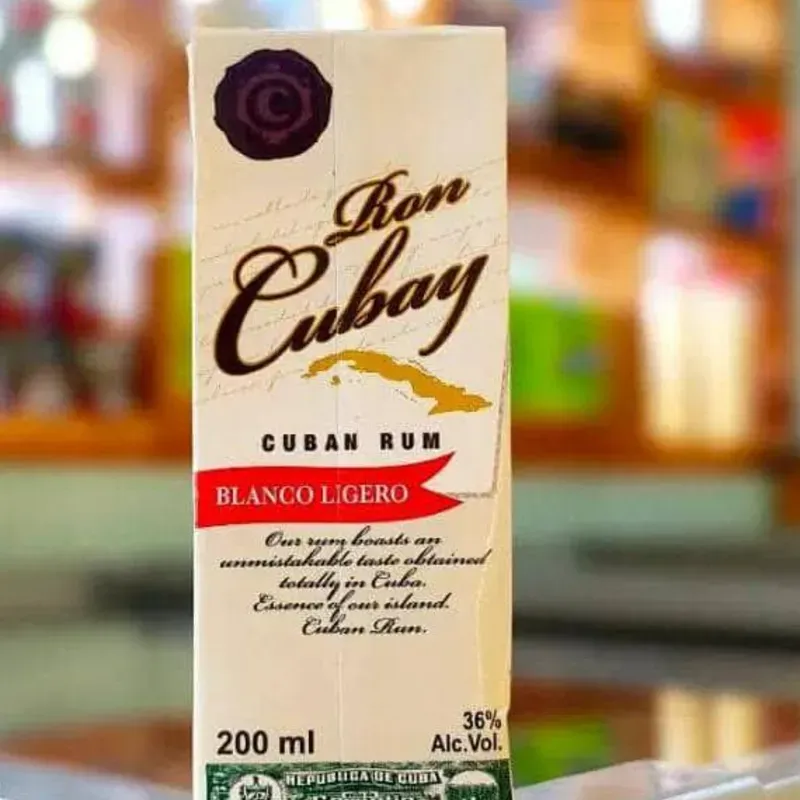 C
Ron
Cubay
CUBAN RUM
BLANCO LIGERO
Our rum boasts an
unmistakable taste obtained
totally in Cuba.
Essence of our island.
Cuban Run.
200 ml
36%
Alc.Vol.
REPUBLICA DE CUBA